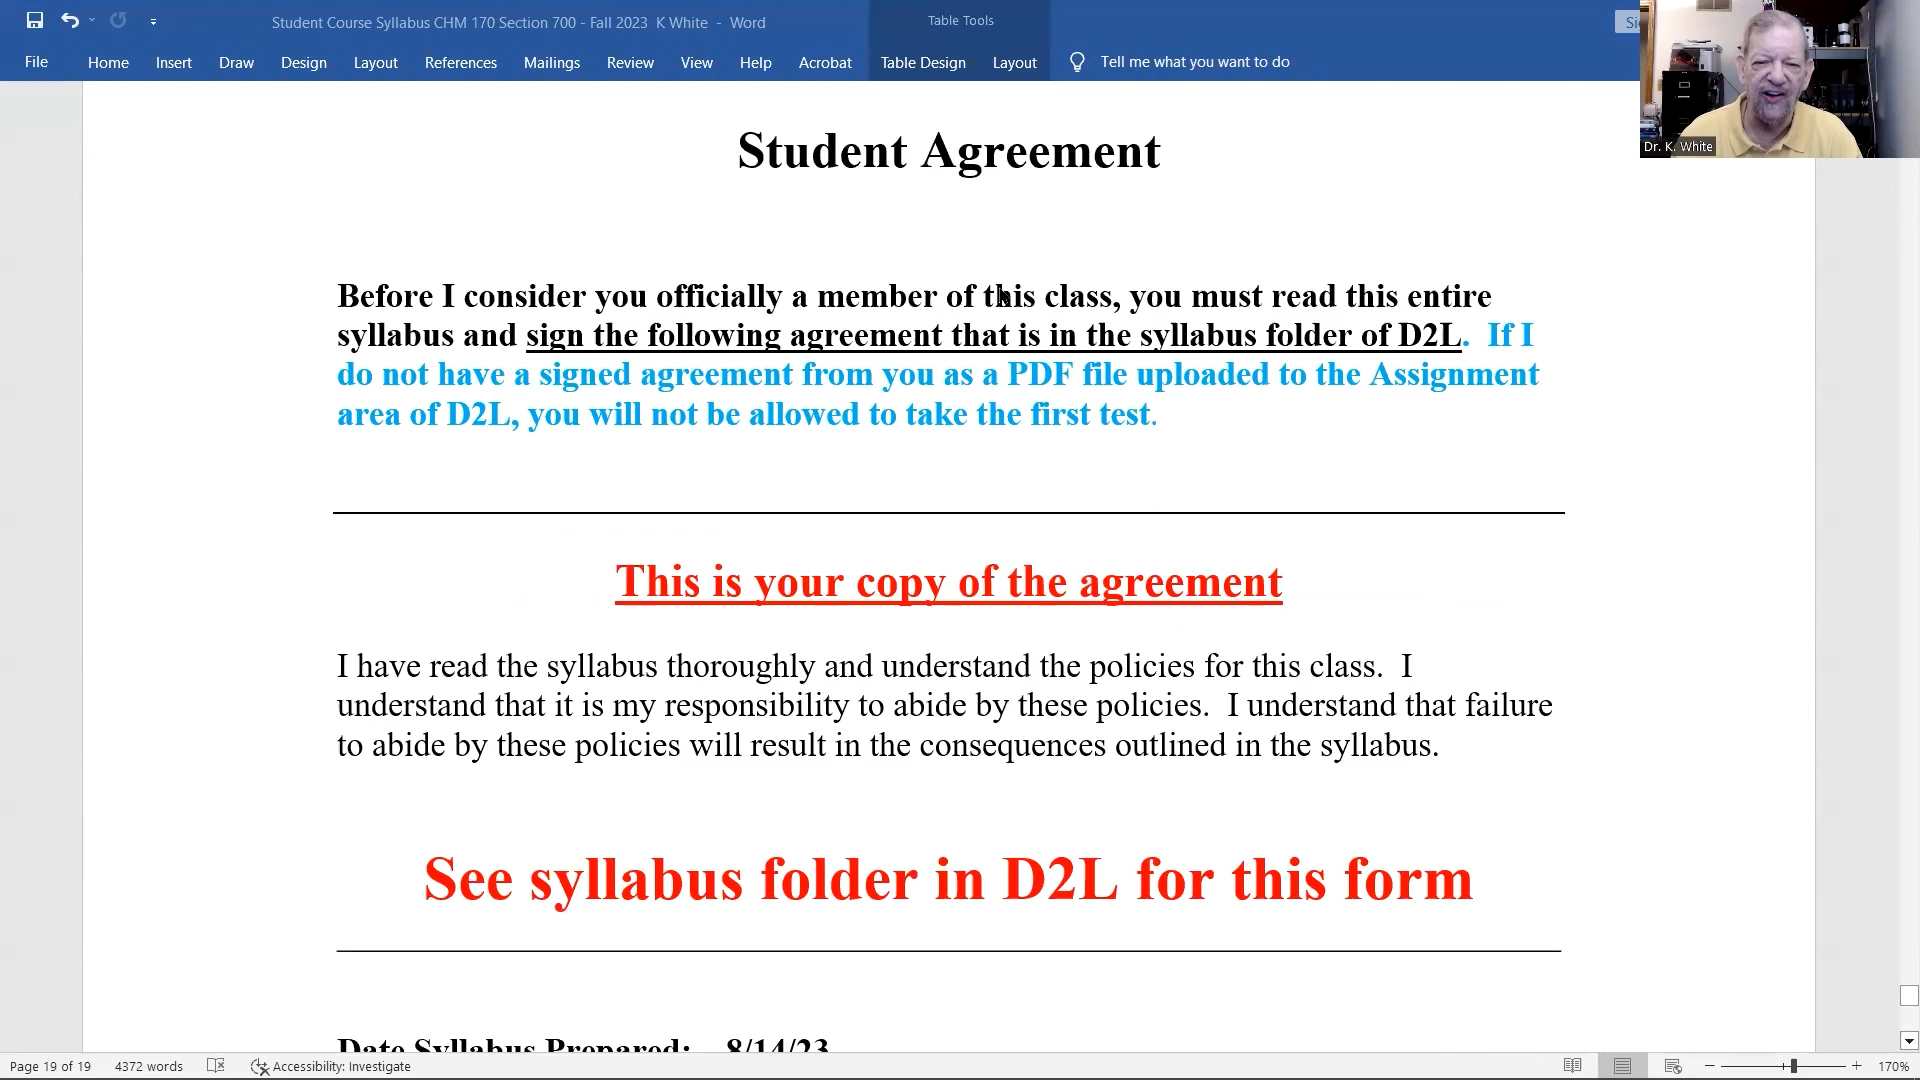 Student Course Syllabus CHM 170 Section 700 - Fall 2023 K White - Word
Table Tools
File Home Insert Draw Design Layout References Mailings Review View Help Acrobat Table Design Layout Tell me what you want to do
Dr. K. White
Student Agreement
Before I consider you officially a member of this class, you must read this entire
syllabus and sign the following agreement that is in the syllabus folder of D2L. If I
do not have a signed agreement from you as a PDF file uploaded to the Assignment
area of D2L, you will not be allowed to take the first test.
This is your copy of the agreement
I have read the syllabus thoroughly and understand the policies for this class. I
understand that it is my responsibility to abide by these policies. I understand that failure
to abide by these policies will result in the consequences outlined in the syllabus.
See syllabus folder in D2L for this form
Date Syllabus Prepared: 8/14/23
Page 19 of 19 4372 words Accessibility: Investigate 170%